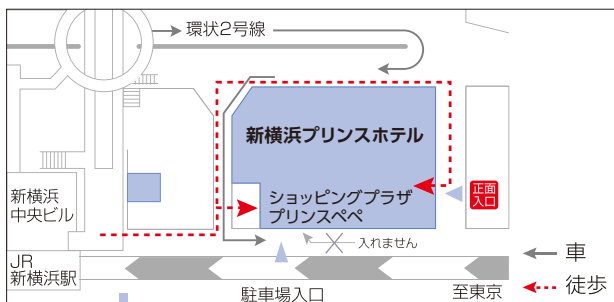 環状2号線
新横浜プリンスホテル
新横浜
中央ビル
ショッピングプラザ
プリンスペペ
正面
入口
入れません
JR
新横浜駅
車
駐車場入口
至東京
徒歩